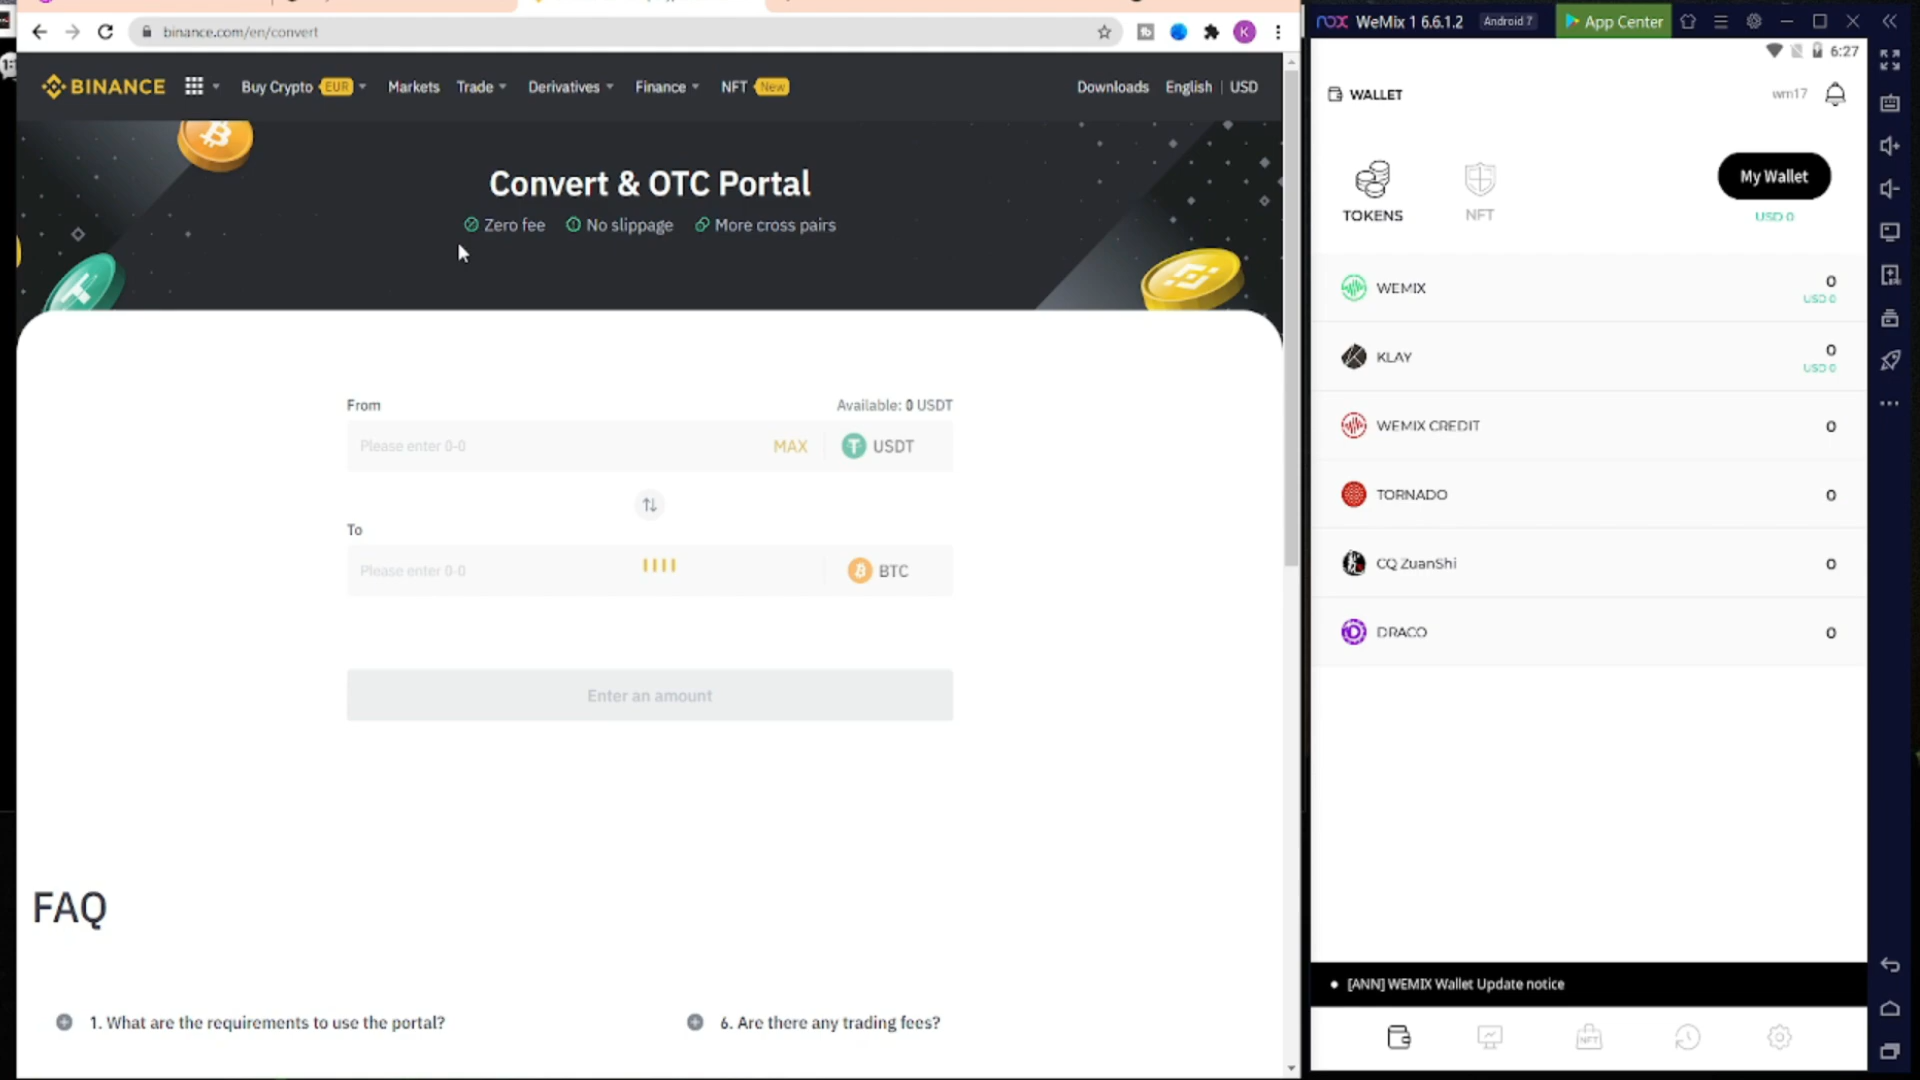 binance.com/en/convert
K
BINANCE
Buy Crypto EUR
Markets
Trade
Derivatives
Finance
NFT New
Downloads
English | USD
Convert & OTC Portal
Zero fee
No slippage
More cross pairs
From
Available: 0 USDT
Please enter 0-0
MAX
USDT
To
Please enter 0-0
BTC
Enter an amount
FAQ
1. What are the requirements to use the portal?
6. Are there any trading fees?
nox WeMix 1 6.6.1.2
Android 7
App Center
6:27
WALLET
wm17
TOKENS
NFT
My Wallet
USD 0
WEMIX
0
USD 0
KLAY
0
USD 0
WEMIX CREDIT
0
TORNADO
0
CQ ZuanShi
0
DRACO
0
[ANN] WEMIX Wallet Update notice
NFT